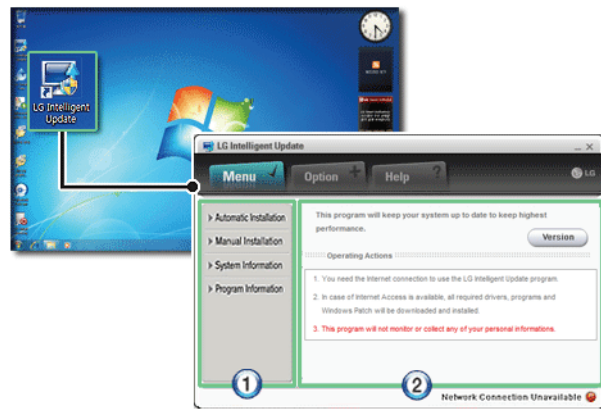 LG Intelligent
Update
LG Intelligent Update
Menu
Option
Help
LG
Automatic Installation
Manual Installation
System Information
Program Information
This program will keep your system up to date to keep highest
performance.
Version
Operating Actions
1. You need the Internet connection to use the LG Intelligent Update program.
2. In case of Internet Access is available, all required drivers, programs and
Windows Patch will be downloaded and installed.
3. This program will not monitor or collect any of your personal informations.
1
2
Network Connection Unavailable